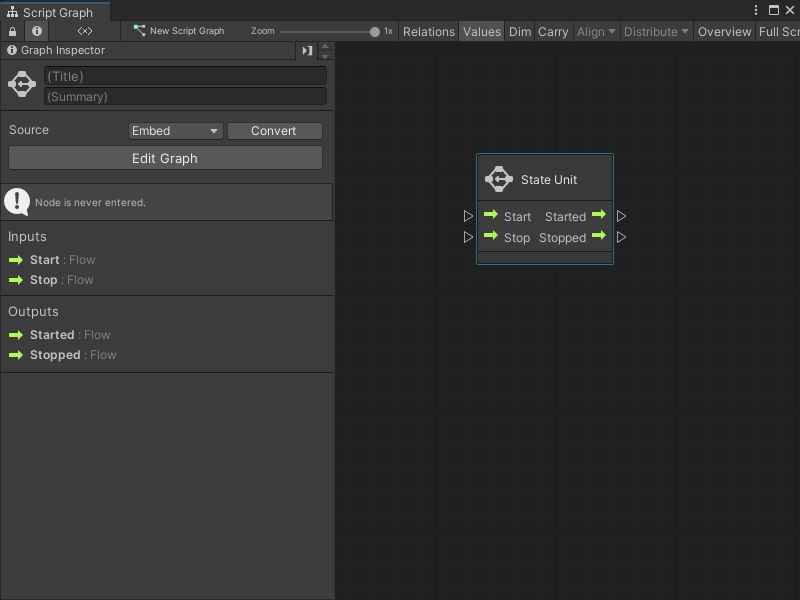 Script Graph
<x> New Script Graph Zoom 1x Relations Values Dim Carry Align Distribute Overview Full Scr
Graph Inspector
(Title)
(Summary)
Source Embed Convert
Edit Graph
Node is never entered.
Inputs
Start : Flow
Stop : Flow
Outputs
Started : Flow
Stopped : Flow
State Unit
Start Started
Stop Stopped